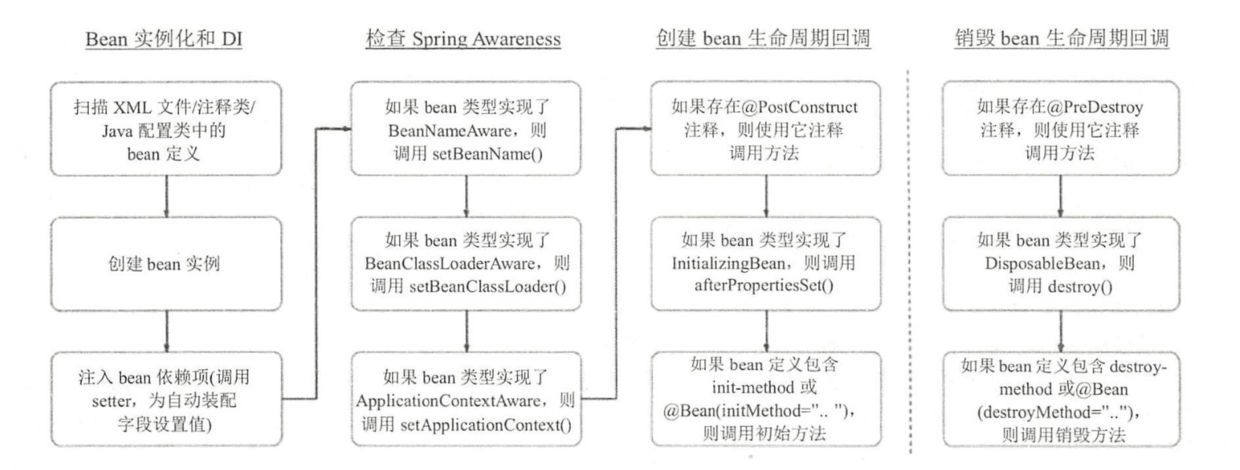 Bean 实例化和 DI
扫描 XML 文件/注释类/
Java 配置类中的
bean 定义
创建 bean 实例
注入 bean 依赖项(调用
setter，为自动装配
字段设置值)
检查 Spring Awareness
如果 bean 类型实现了
BeanNameAware，则
调用 setBeanName()
如果 bean 类型实现了
BeanClassLoaderAware，则
调用 setBeanClassLoader()
如果 bean 类型实现了
ApplicationContextAware，则
调用 setApplicationContext()
创建 bean 生命周期回调
如果存在@PostConstruct
注释，则使用它注释
调用方法
如果 bean 类型实现了
InitializingBean，则调用
afterPropertiesSet()
如果 bean 定义包含
init-method 或
@Bean(initMethod=".. ")，
则调用初始方法
销毁 bean 生命周期回调
如果存在@PreDestroy
注释，则使用它注释
调用方法
如果 bean 类型实现了
DisposableBean，则
调用 destroy()
如果 bean 定义包含 destroy-
method 或@Bean
(destroyMethod="..")，
则调用销毁方法